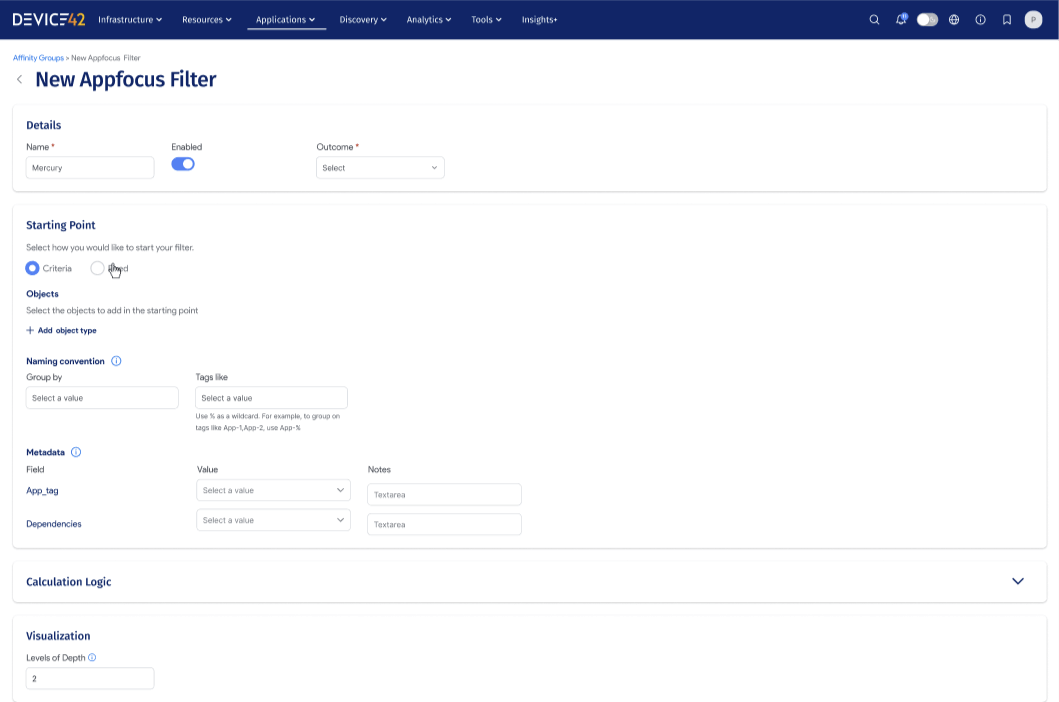 DEVICE42 Infrastructure Resources Applications Discovery Analytics Tools Insights+ P
Affinity Groups > New Appfocus Filter
New Appfocus Filter
Details
Name * Enabled Outcome *
Mercury Select
Starting Point
Select how you would like to start your filter.
Criteria
Objects
Select the objects to add in the starting point
+ Add object type
Naming convention
Group by Tags like
Select a value Select a value
Use % as a wildcard. For example, to group on
tags like App-1,App-2, use App-%
Metadata
Field Value Notes
App_tag Select a value Textarea
Dependencies Select a value Textarea
Calculation Logic
Visualization
Levels of Depth
2